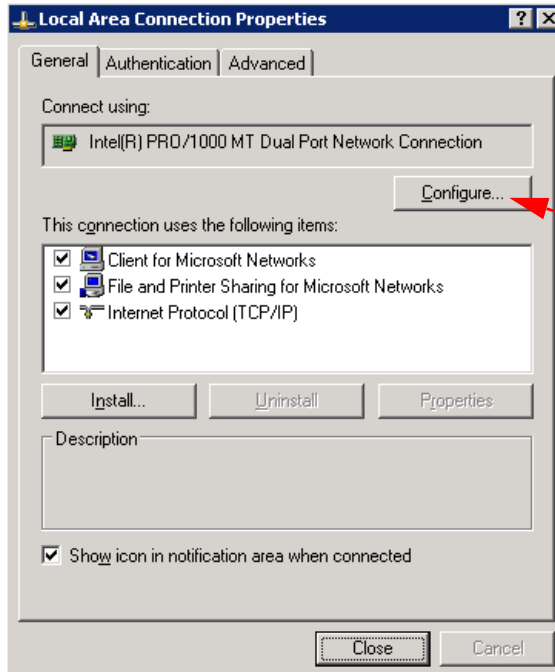 Local Area Connection Properties
General Authentication Advanced
Connect using:
Intel(R) PRO/1000 MT Dual Port Network Connection
Configure...
This connection uses the following items:
Client for Microsoft Networks
File and Printer Sharing for Microsoft Networks
Internet Protocol (TCP/IP)
Install... Uninstall Properties
Description
Show icon in notification area when connected
Close Cancel